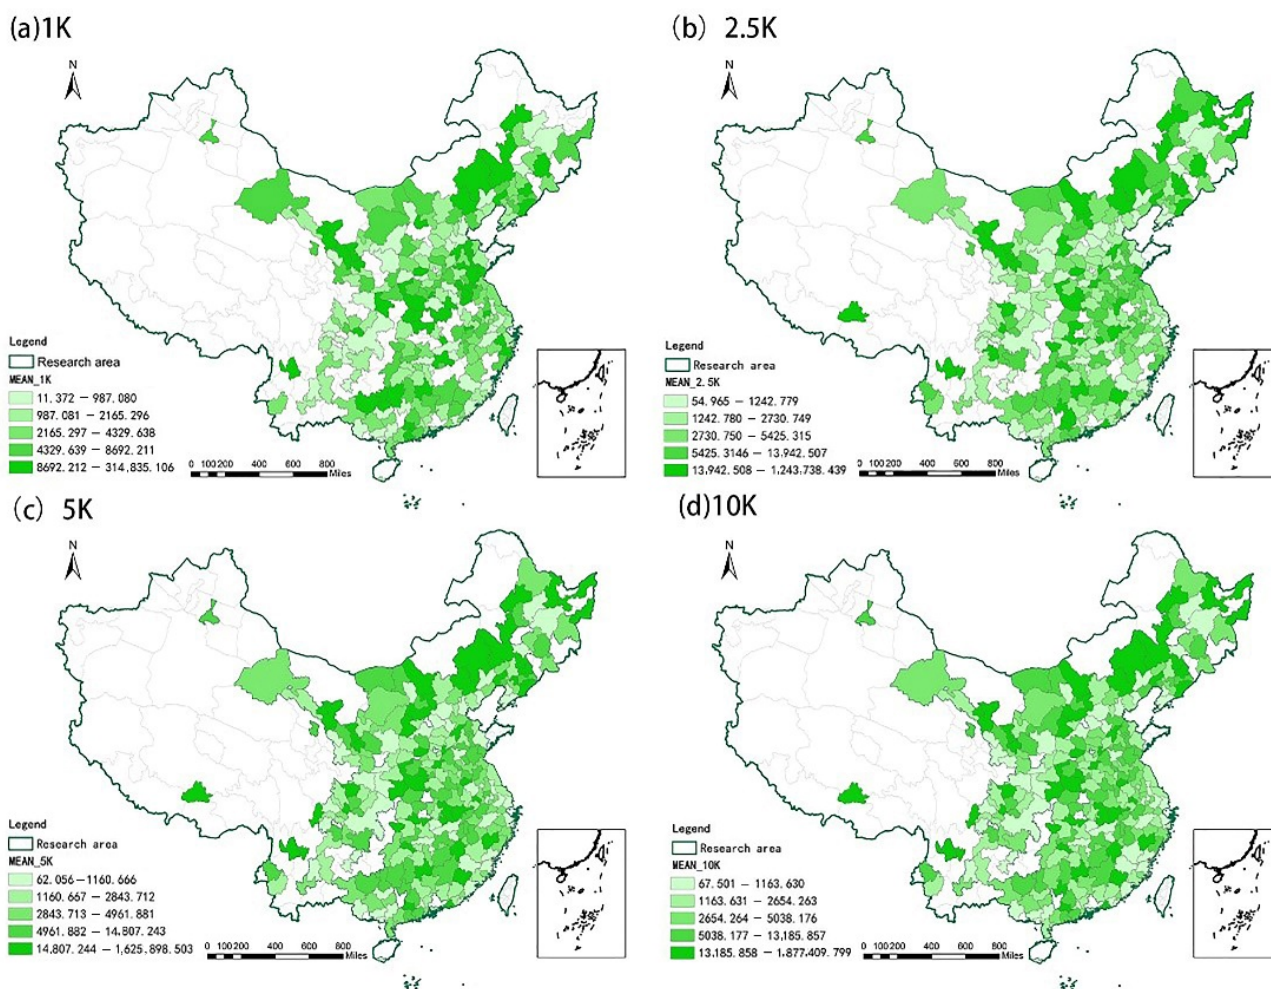 (a)1K
N
Legend
Research area
MEAN_1K
11.372 — 987.080
987.081 — 2165.296
2165.297 — 4329.638
4329.639 — 8692.211
8692.212 — 314,835.106
0 100 200 400 600 800
Miles
(b) 2.5K
N
Legend
Research area
MEAN_2.5K
54.965 — 1242.779
1242.780 — 2730.749
2730.750 — 5425.315
5425.3146 — 13,942.507
13,942.508 — 1,243,738.439
0 100 200 400 600 800
Miles
(c) 5K
N
Legend
Research area
MEAN_5K
62.056 —1160.666
1160.667 — 2843.712
2843.713 — 4961.881
4961.882 — 14,807.243
14,807.244 — 1,625,898.503
0 100 200 400 600 800
Miles
(d)10K
N
Legend
Research area
MEAN_10K
67.501 — 1163.630
1163.631 — 2654.263
2654.264 — 5038.176
5038.177 — 13,185.857
13,185.858 — 1,877,409.799
0 100 200 400 600 800
Miles